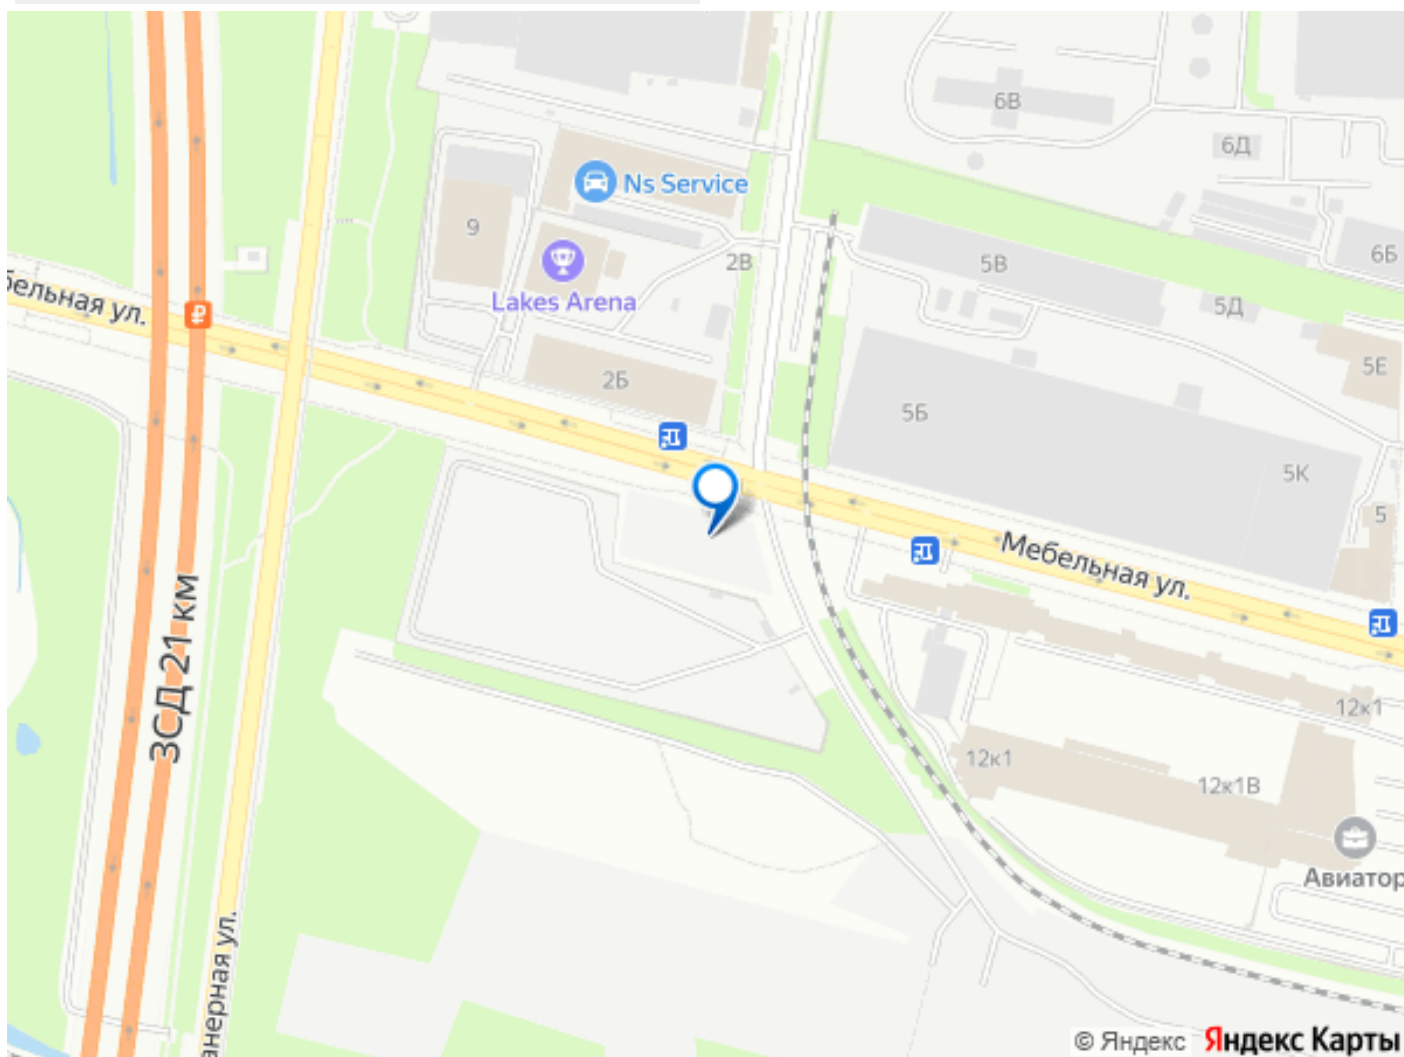 6В
6Д
Ns Service
9
2В
5В
6Б
Lakes Arena
5Д
бельная ул.
₽
5Е
2Б
5Б
5К
5
Мебельная ул.
ЗСД 21 км
12к1
12к1
12к1В
Авиатор
анерная ул.
© Яндекс Яндекс Карты